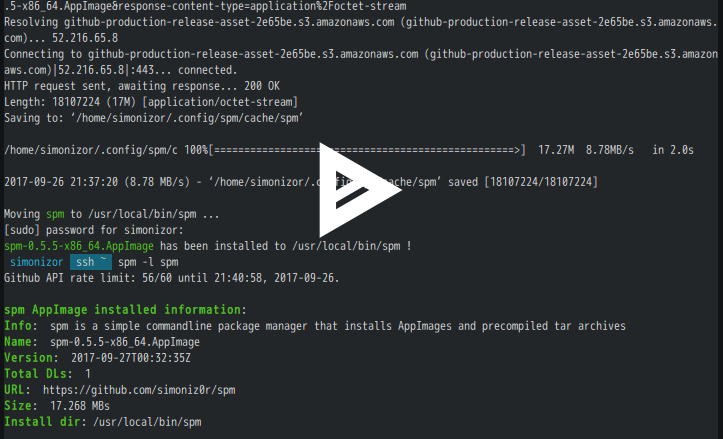 .5-x86_64.AppImage&response-content-type=application%2Foctet-stream
Resolving github-production-release-asset-2e65be.s3.amazonaws.com (github-production-release-asset-2e65be.s3.amazonaws.
com)... 52.216.65.8
Connecting to github-production-release-asset-2e65be.s3.amazonaws.com (github-production-release-asset-2e65be.s3.amazon
aws.com)|52.216.65.8|:443... connected.
HTTP request sent, awaiting response... 200 OK
Length: 18107224 (17M) [application/octet-stream]
Saving to: ‘/home/simonizor/.config/spm/cache/spm’
/home/simonizor/.config/spm/c 100%[==================================================>] 17.27M 8.78MB/s in 2.0s
2017-09-26 21:37:20 (8.78 MB/s) - ‘/home/simonizor/. ache/spm’ saved [18107224/18107224]
Moving spm to /usr/local/bin/spm ...
[sudo] password for simonizor:
spm-0.5.5-x86_64.AppImage has been installed to /usr/local/bin/spm !
simonizor ssh ~ spm -l spm
Github API rate limit: 56/60 until 21:40:58, 2017-09-26.
spm AppImage installed information:
Info: spm is a simple commandline package manager that installs AppImages and precompiled tar archives
Name: spm-0.5.5-x86_64.AppImage
Version: 2017-09-27T00:32:35Z
Total DLs: 1
URL: https://github.com/simoniz0r/spm
Size: 17.268 MBs
Install dir: /usr/local/bin/spm